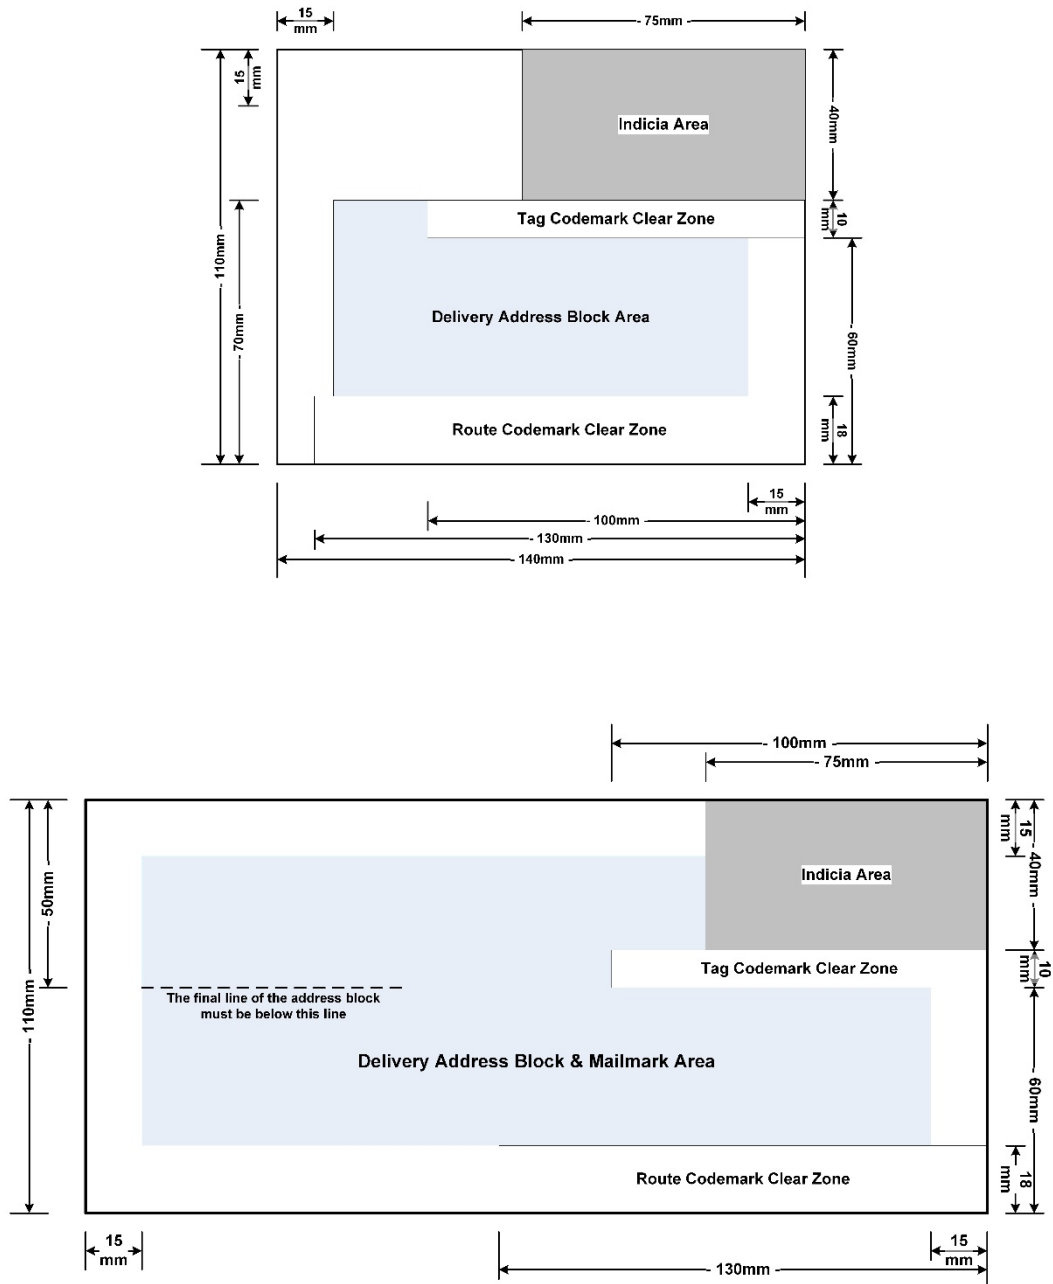 15
mm
- 75mm -
15
mm
Indicia Area
- 40mm-
Tag Codemark Clear Zone
10
mm
- 110mm-
- 70mm-
Delivery Address Block Area
- 60mm
Route Codemark Clear Zone
18
mm
15
mm
- 100mm-
- 130mm-
- 140mm-
- 100mm -
- 75mm -
15
mm
- 40mm-
- 50mm-
Indicia Area
Tag Codemark Clear Zone
10
mm
The final line of the address block
must be below this line
- 110mm-
Delivery Address Block & Mailmark Area
- 60mm
Route Codemark Clear Zone
18
mm
15
mm
15
mm
- 130mm -